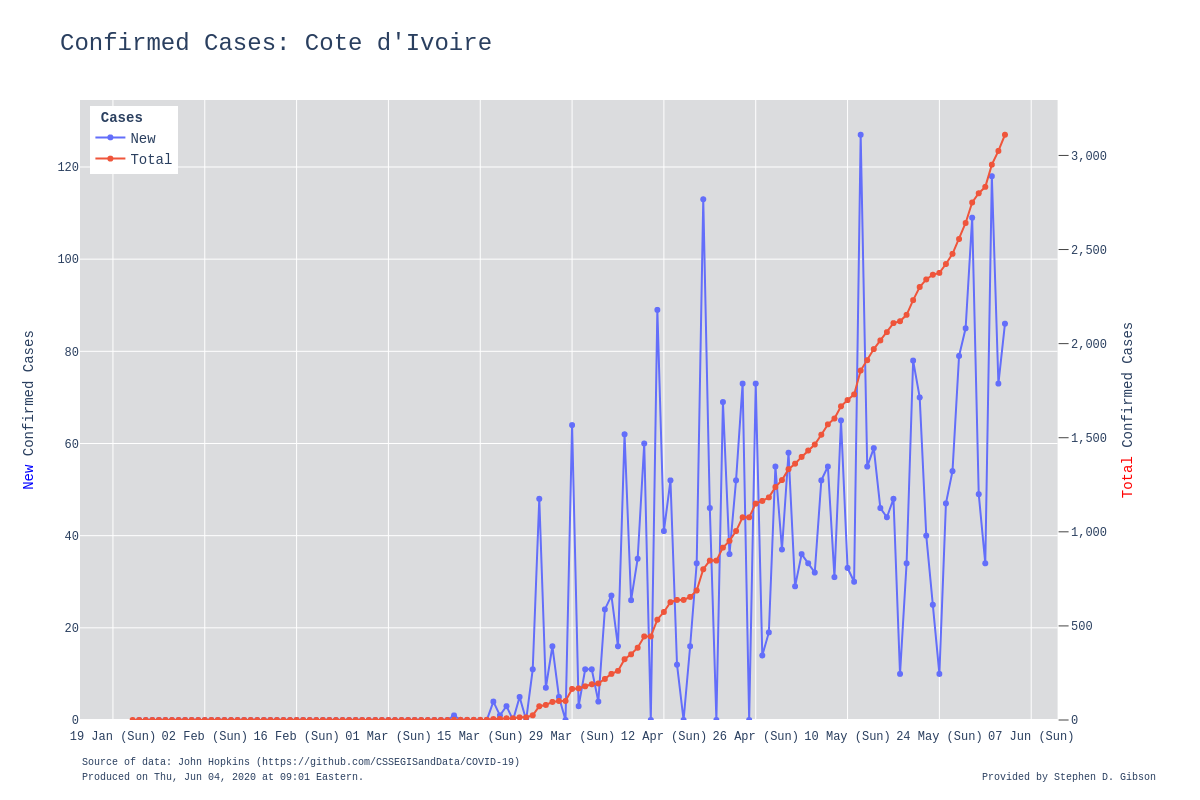 Confirmed Cases: Cote d'Ivoire
Cases
New
Total
120
100
80
60
40
20
0
3,000
2,500
2,000
1,500
1,000
500
0
New Confirmed Cases
Total Confirmed Cases
19 Jan (Sun) 02 Feb (Sun) 16 Feb (Sun) 01 Mar (Sun) 15 Mar (Sun) 29 Mar (Sun) 12 Apr (Sun) 26 Apr (Sun) 10 May (Sun) 24 May (Sun) 07 Jun (Sun)
Source of data: John Hopkins (https://github.com/CSSEGISandData/COVID-19)
Produced on Thu, Jun 04, 2020 at 09:01 Eastern.
Provided by Stephen D. Gibson